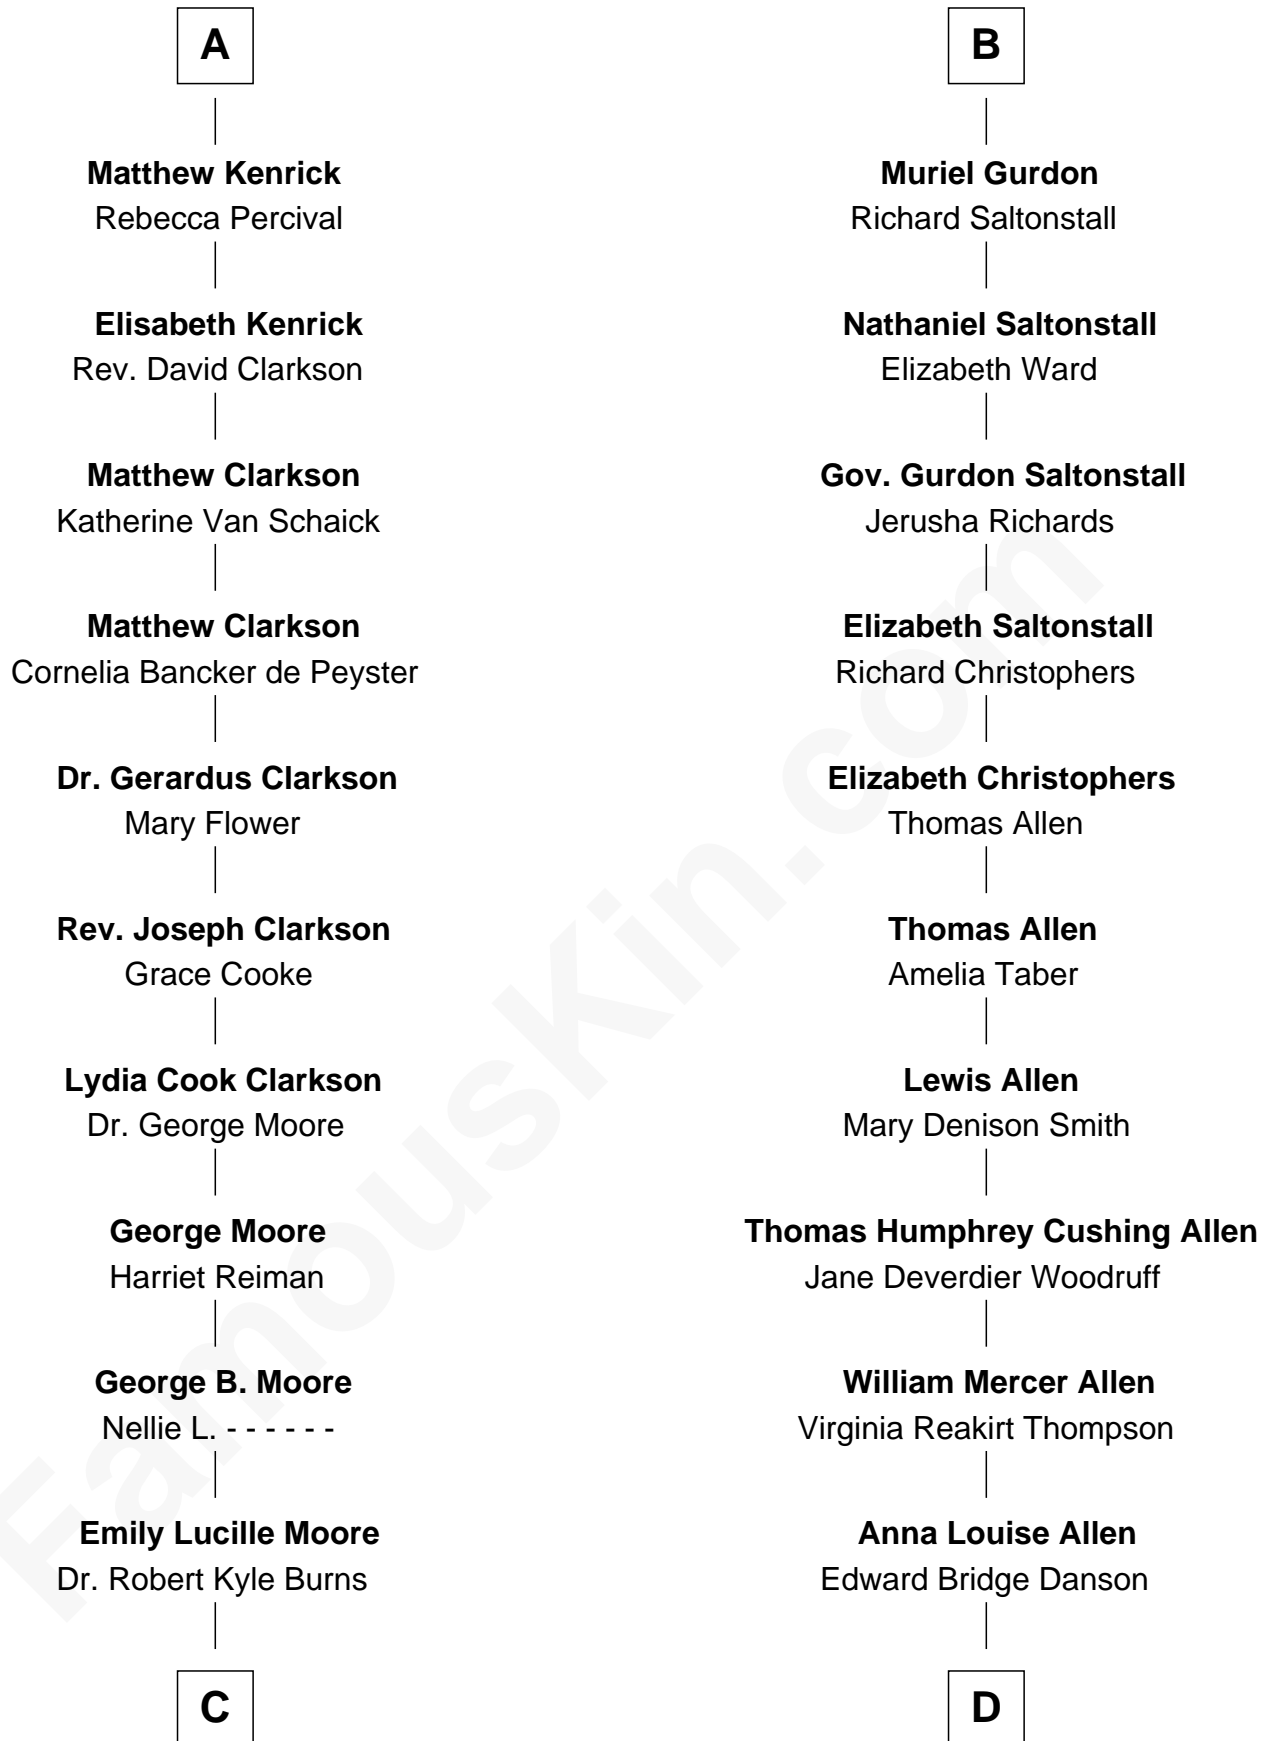 A
Matthew Kenrick
Rebecca Percival
Elisabeth Kenrick
Rev. David Clarkson
Matthew Clarkson
Katherine Van Schaick
Matthew Clarkson
Cornelia Bancker de Peyster
Dr. Gerardus Clarkson
Mary Flower
Rev. Joseph Clarkson
Grace Cooke
Lydia Cook Clarkson
Dr. George Moore
George Moore
Harriet Reiman
George B. Moore
Nellie L. - - - - - -
Emily Lucille Moore
Dr. Robert Kyle Burns
C
B
Muriel Gurdon
Richard Saltonstall
Nathaniel Saltonstall
Elizabeth Ward
Gov. Gurdon Saltonstall
Jerusha Richards
Elizabeth Saltonstall
Richard Christophers
Elizabeth Christophers
Thomas Allen
Thomas Allen
Amelia Taber
Lewis Allen
Mary Denison Smith
Thomas Humphrey Cushing Allen
Jane Deverdier Woodruff
William Mercer Allen
Virginia Reakirt Thompson
Anna Louise Allen
Edward Bridge Danson
D
FamousKin.com